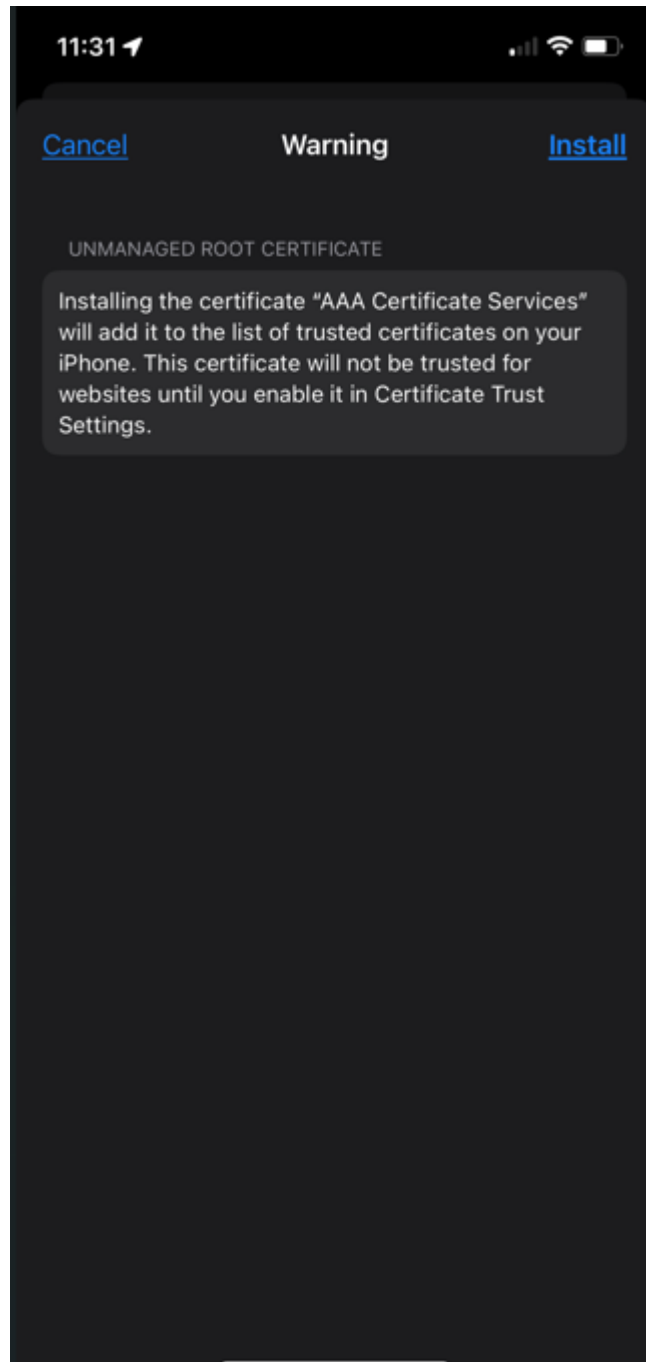 11:31
Cancel Warning Install
UNMANAGED ROOT CERTIFICATE
Installing the certificate "AAA Certificate Services"
will add it to the list of trusted certificates on your
iPhone. This certificate will not be trusted for
websites until you enable it in Certificate Trust
Settings.